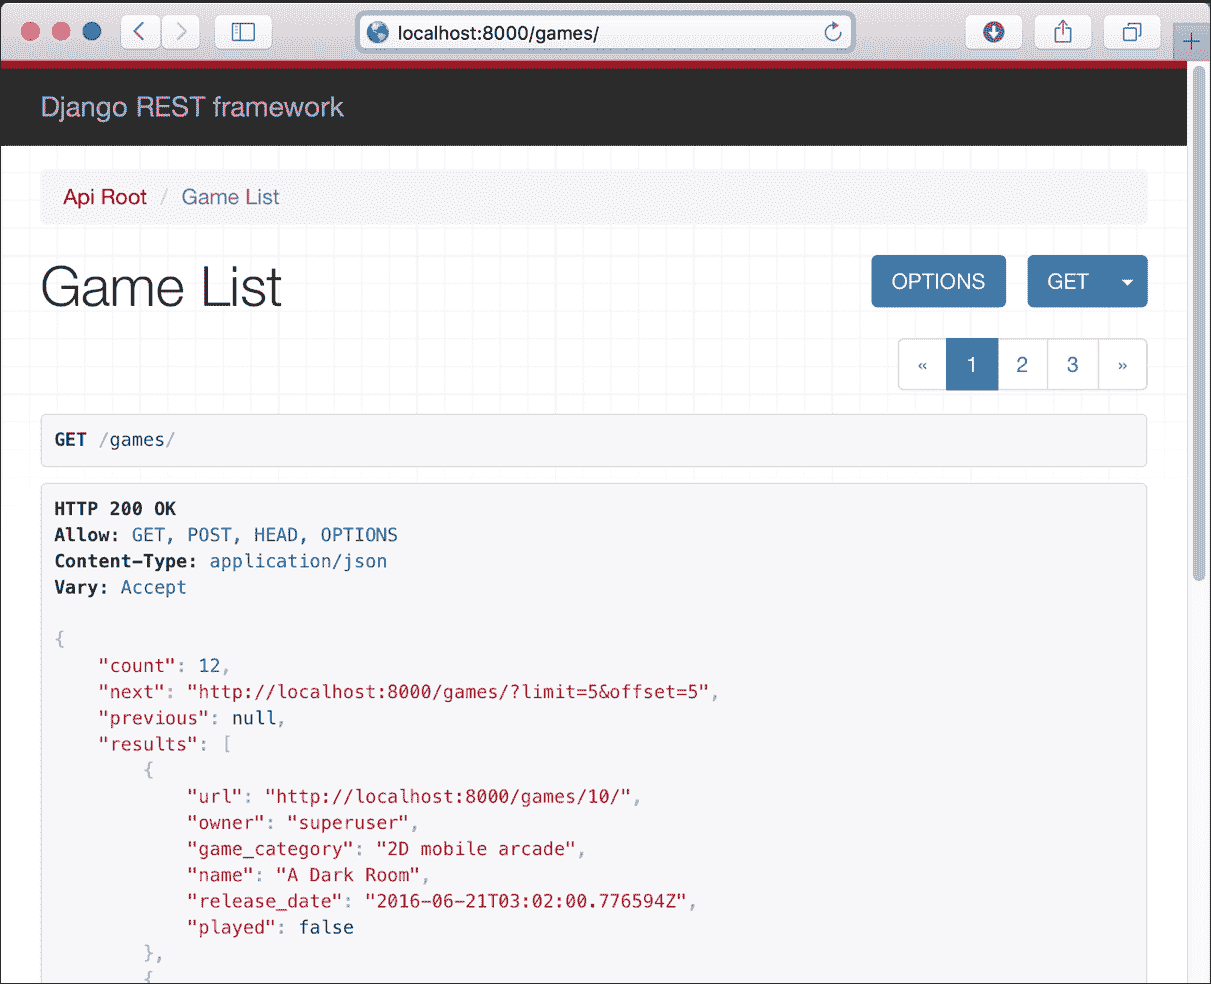 localhost:8000/games/
Django REST framework
Api Root / Game List
Game List
OPTIONS
GET
« 1 2 3 »
GET /games/
HTTP 200 OK
Allow: GET, POST, HEAD, OPTIONS
Content-Type: application/json
Vary: Accept
{
    "count": 12,
    "next": "http://localhost:8000/games/?limit=5&offset=5",
    "previous": null,
    "results": [
        {
            "url": "http://localhost:8000/games/10/",
            "owner": "superuser",
            "game_category": "2D mobile arcade",
            "name": "A Dark Room",
            "release_date": "2016-06-21T03:02:00.776594Z",
            "played": false
        },
        {